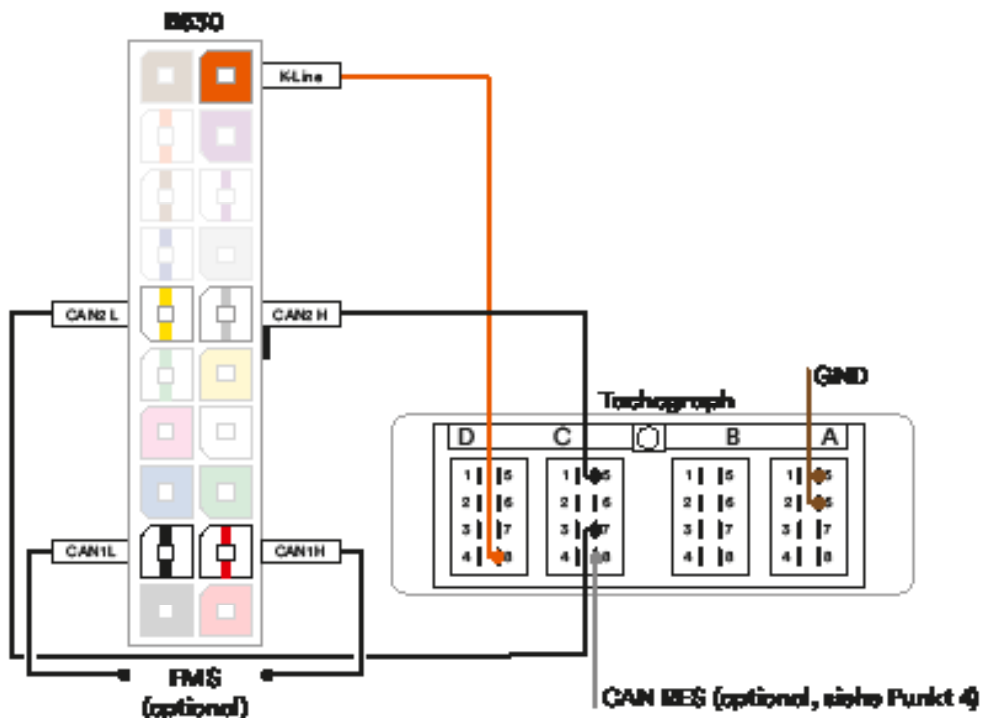 K-Line
CAN2 L
CAN2 H
GND
Tachograph
D C B A
1 5 1 5 1 5 1 5
2 6 2 6 2 6 2 6
3 7 3 7 3 7 3 7
4 8 4 8 4 8 4 8
CAN1L
CAN1H
FMS
(optional)
CAN RES (optional, siehe Punkt 4)